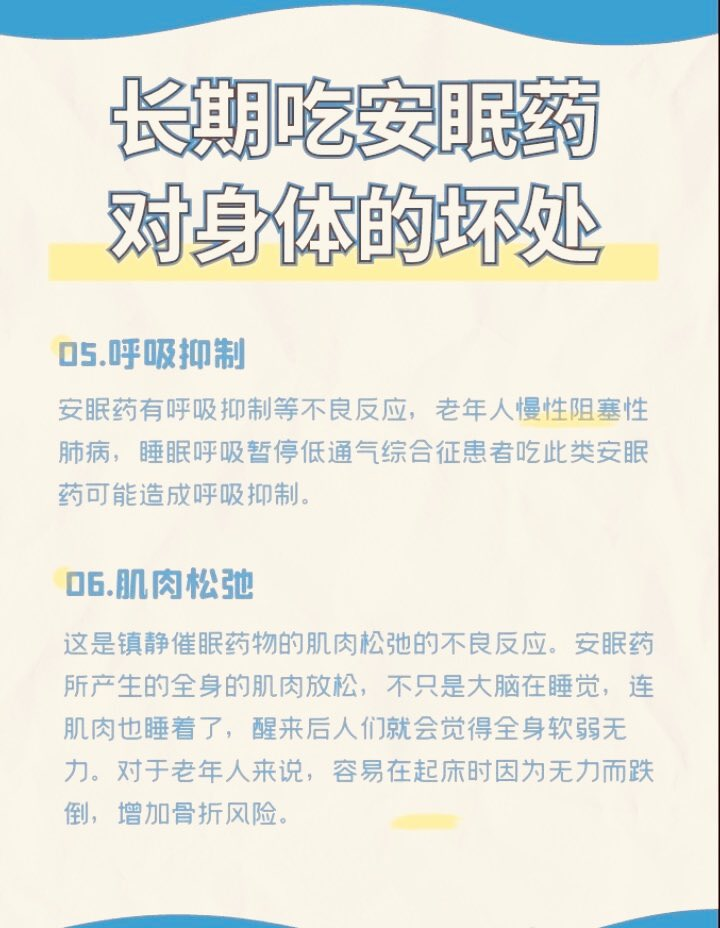 长期吃安眠药
对身体的坏处
05.呼吸抑制
安眠药有呼吸抑制等不良反应，老年人慢性阻塞性
肺病，睡眠呼吸暂停低通气综合征患者吃此类安眠
药可能造成呼吸抑制。
06.肌肉松弛
这是镇静催眠药物的肌肉松弛的不良反应。安眠药
所产生的全身的肌肉放松，不只是大脑在睡觉，连
肌肉也睡着了，醒来后人们就会觉得全身软弱无
力。对于老年人来说，容易在起床时因为无力而跌
倒，增加骨折风险。